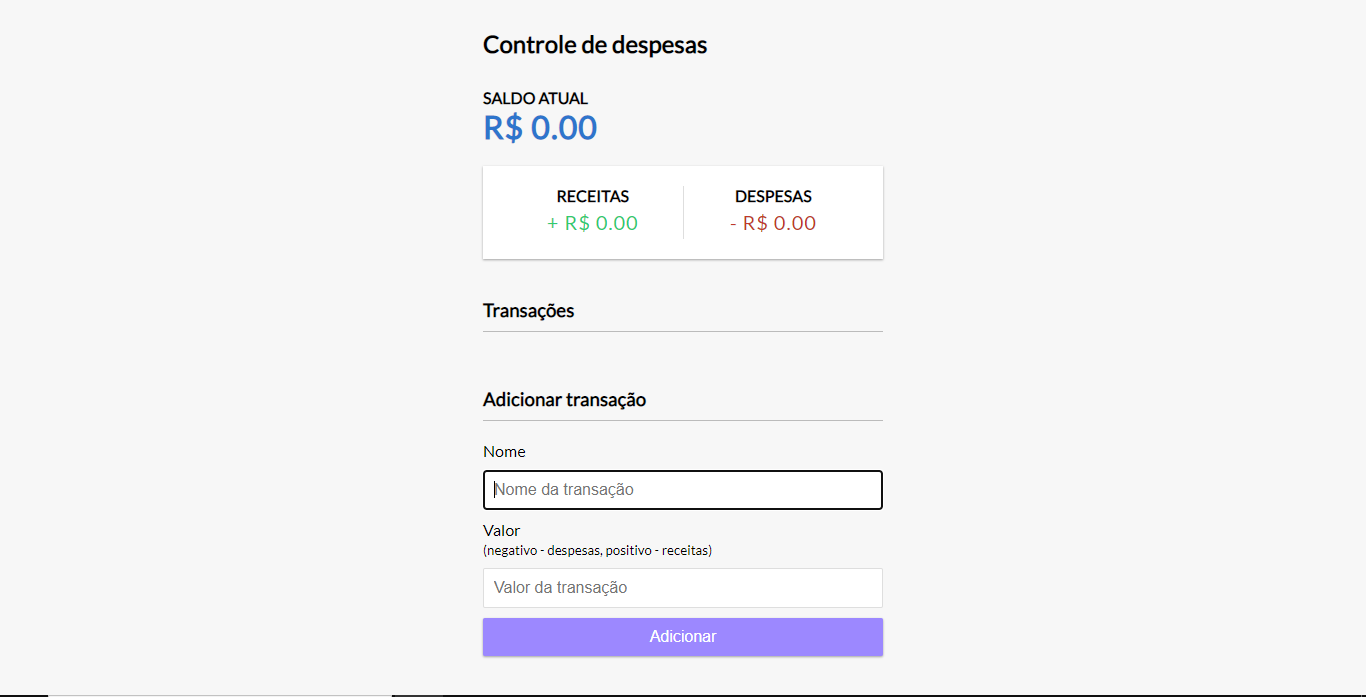 Controle de despesas
SALDO ATUAL
R$ 0.00
RECEITAS
+ R$ 0.00
DESPESAS
- R$ 0.00
Transações
Adicionar transação
Nome
Nome da transação
Valor
(negativo - despesas, positivo - receitas)
Valor da transação
Adicionar